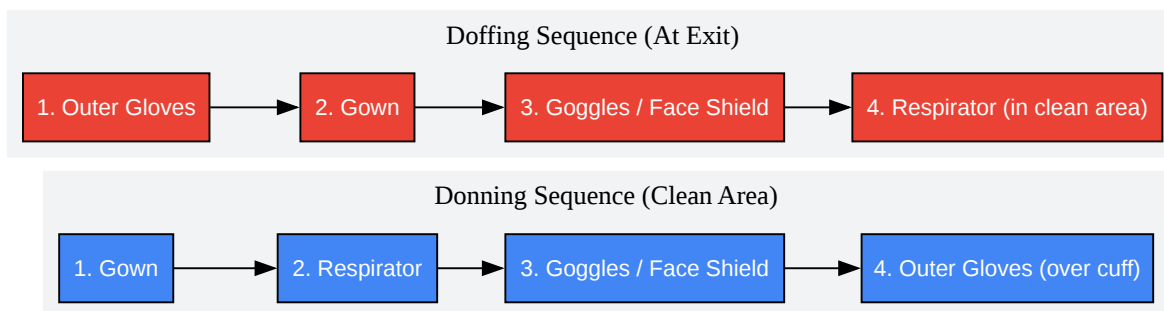 Doffing Sequence (At Exit)
1. Outer Gloves
2. Gown
3. Goggles / Face Shield
4. Respirator (in clean area)
Donning Sequence (Clean Area)
1. Gown
2. Respirator
3. Goggles / Face Shield
4. Outer Gloves (over cuff)